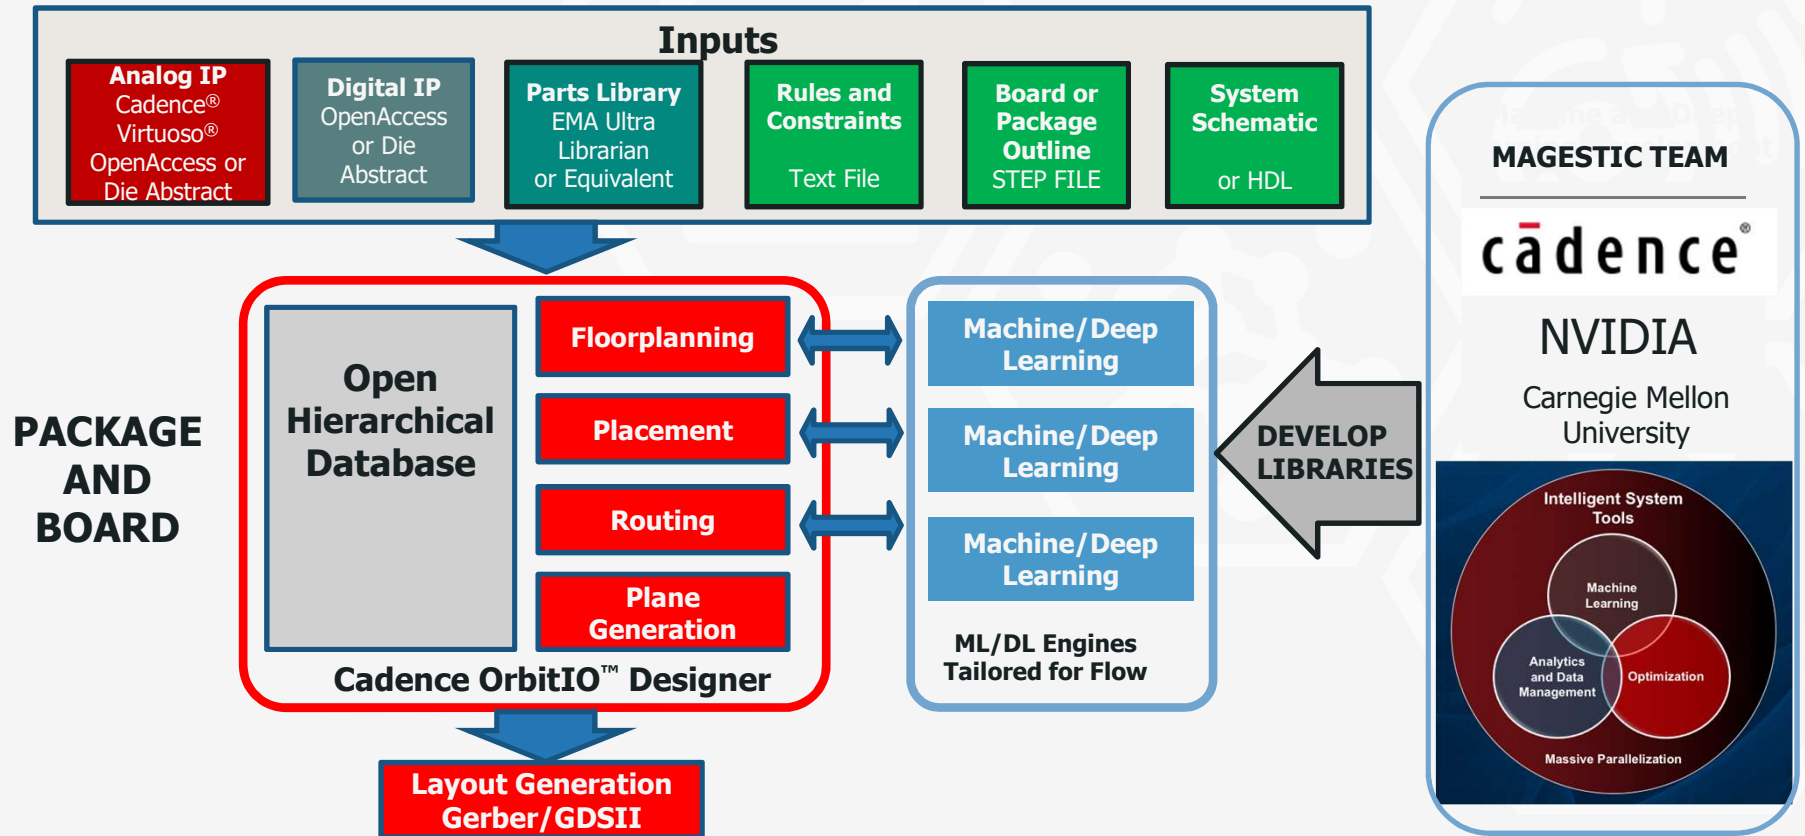 Inputs
Analog IP
Cadence®
Virtuoso®
OpenAccess or
Die Abstract
Digital IP
OpenAccess
or Die
Abstract
Parts Library
EMA Ultra
Librarian
or Equivalent
Rules and
Constraints
Text File
Board or
Package
Outline
STEP FILE
System
Schematic
or HDL
PACKAGE
AND
BOARD
Open
Hierarchical
Database
Floorplanning
Placement
Routing
Plane
Generation
Cadence OrbitIO™ Designer
Machine/Deep
Learning
Machine/Deep
Learning
Machine/Deep
Learning
ML/DL Engines
Tailored for Flow
DEVELOP
LIBRARIES
MAGESTIC TEAM
cādence®
NVIDIA
Carnegie Mellon
University
Intelligent System
Tools
Machine
Learning
Analytics
and Data
Management
Optimization
Massive Parallelization
Layout Generation
Gerber/GDSII